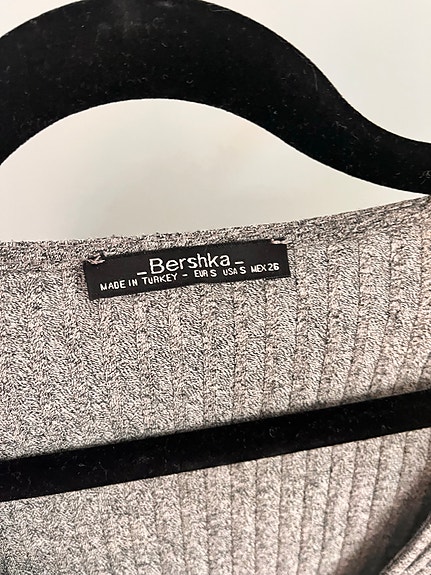 _Bershka_
MADE IN TURKEY - EUR S USA S MEX 26